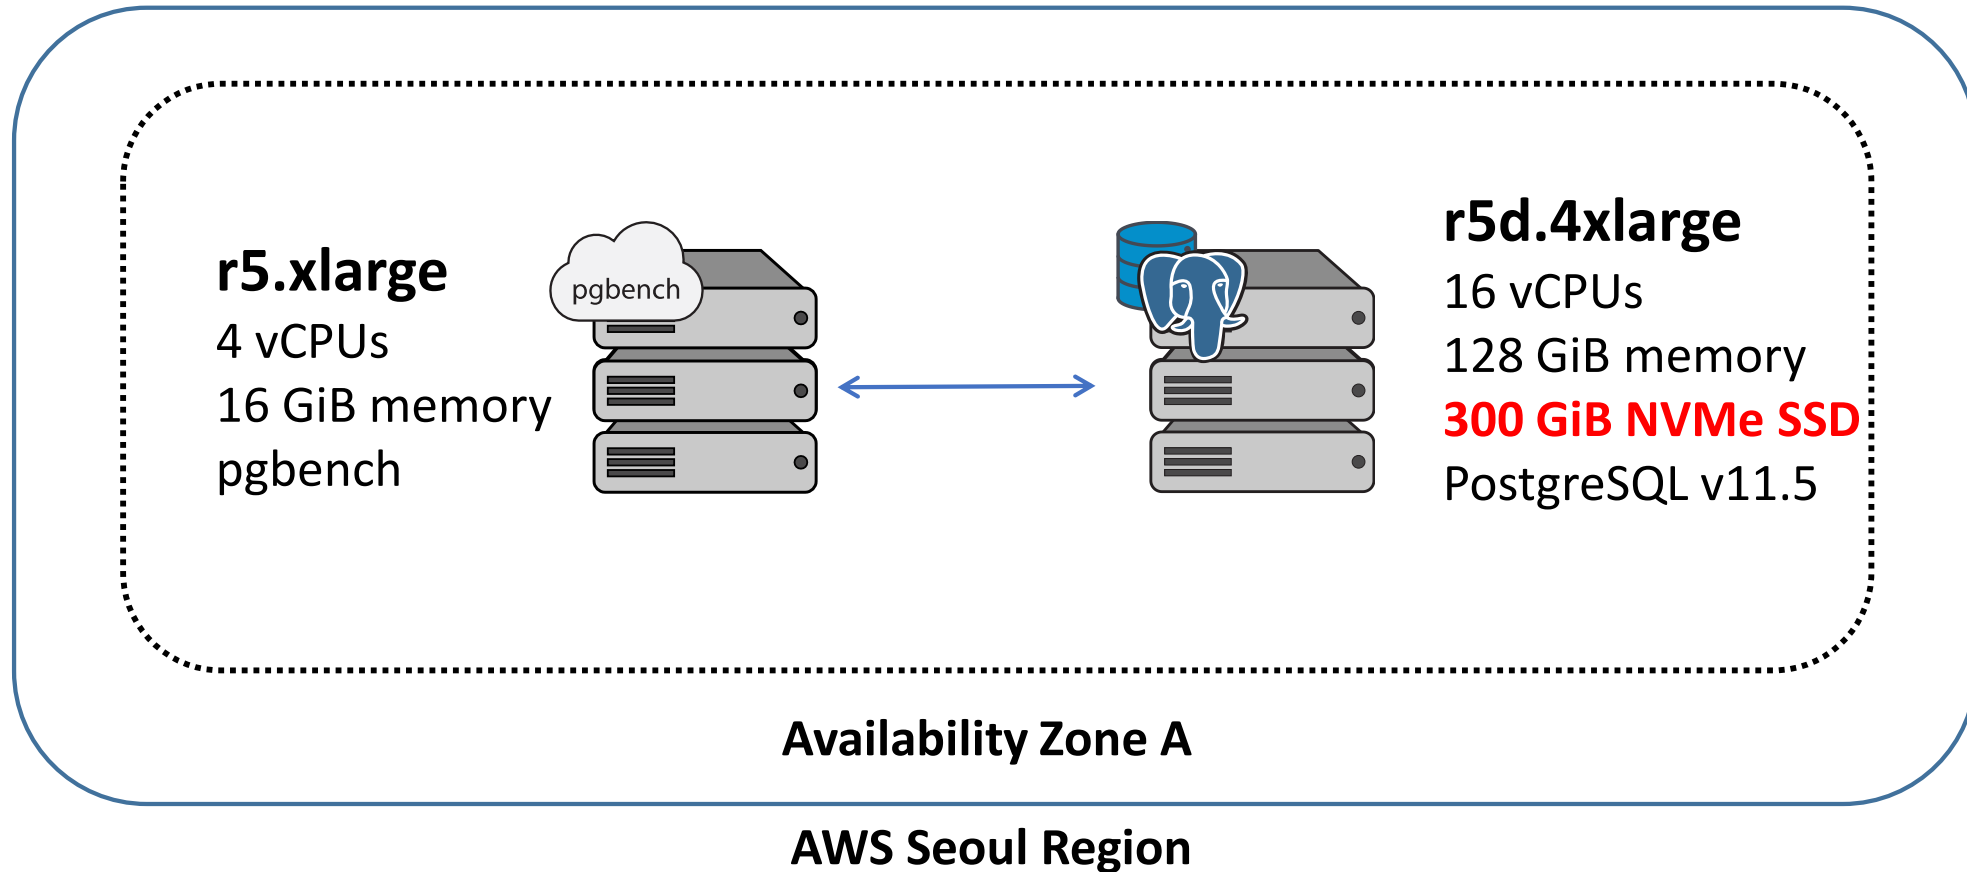 r5.xlarge
4 vCPUs
16 GiB memory
pgbench
pgbench
r5d.4xlarge
16 vCPUs
128 GiB memory
300 GiB NVMe SSD
PostgreSQL v11.5
Availability Zone A
AWS Seoul Region